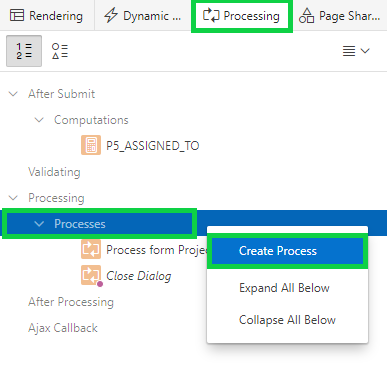 Rendering Dynamic ... Processing Page Shar...
After Submit
Computations
P5_ASSIGNED_TO
Validating
Processing
Processes
Process form Projec
Create Process
Close Dialog
Expand All Below
After Processing
Collapse All Below
Ajax Callback